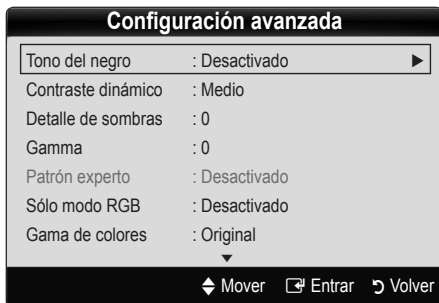 Configuración avanzada
Tono del negro : Desactivado ►
Contraste dinámico : Medio
Detalle de sombras : 0
Gamma : 0
Patrón experto : Desactivado
Sólo modo RGB : Desactivado
Gama de colores : Original
▼
Mover Entrar Volver